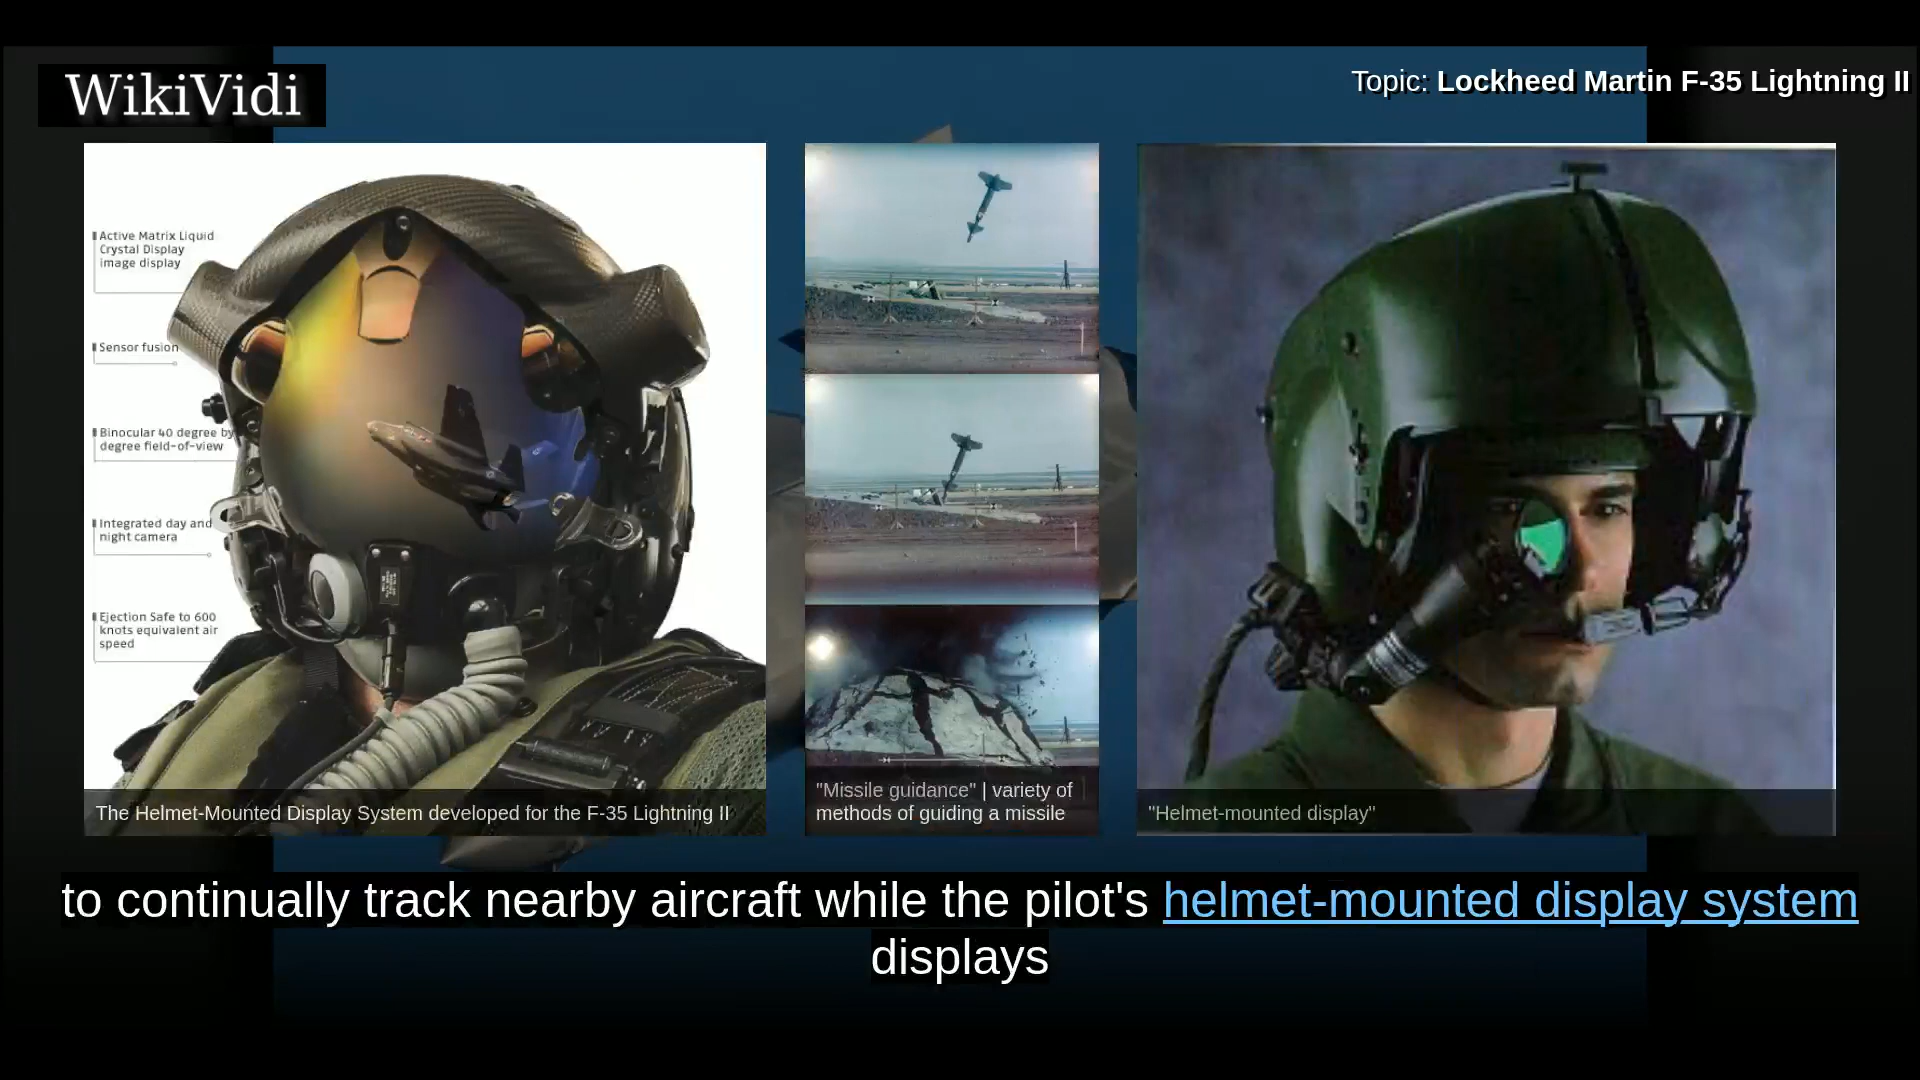 WikiVidi
Topic: Lockheed Martin F-35 Lightning II
Active Matrix Liquid
Crystal Display
image display
Sensor fusion
Binocular 40 degree by
degree field-of-view
Integrated day and
night camera
Ejection Safe to 600
knots equivalent air
speed
The Helmet-Mounted Display System developed for the F-35 Lightning II
"Missile guidance" | variety of
methods of guiding a missile
"Helmet-mounted display"
to continually track nearby aircraft while the pilot's helmet-mounted display system
displays